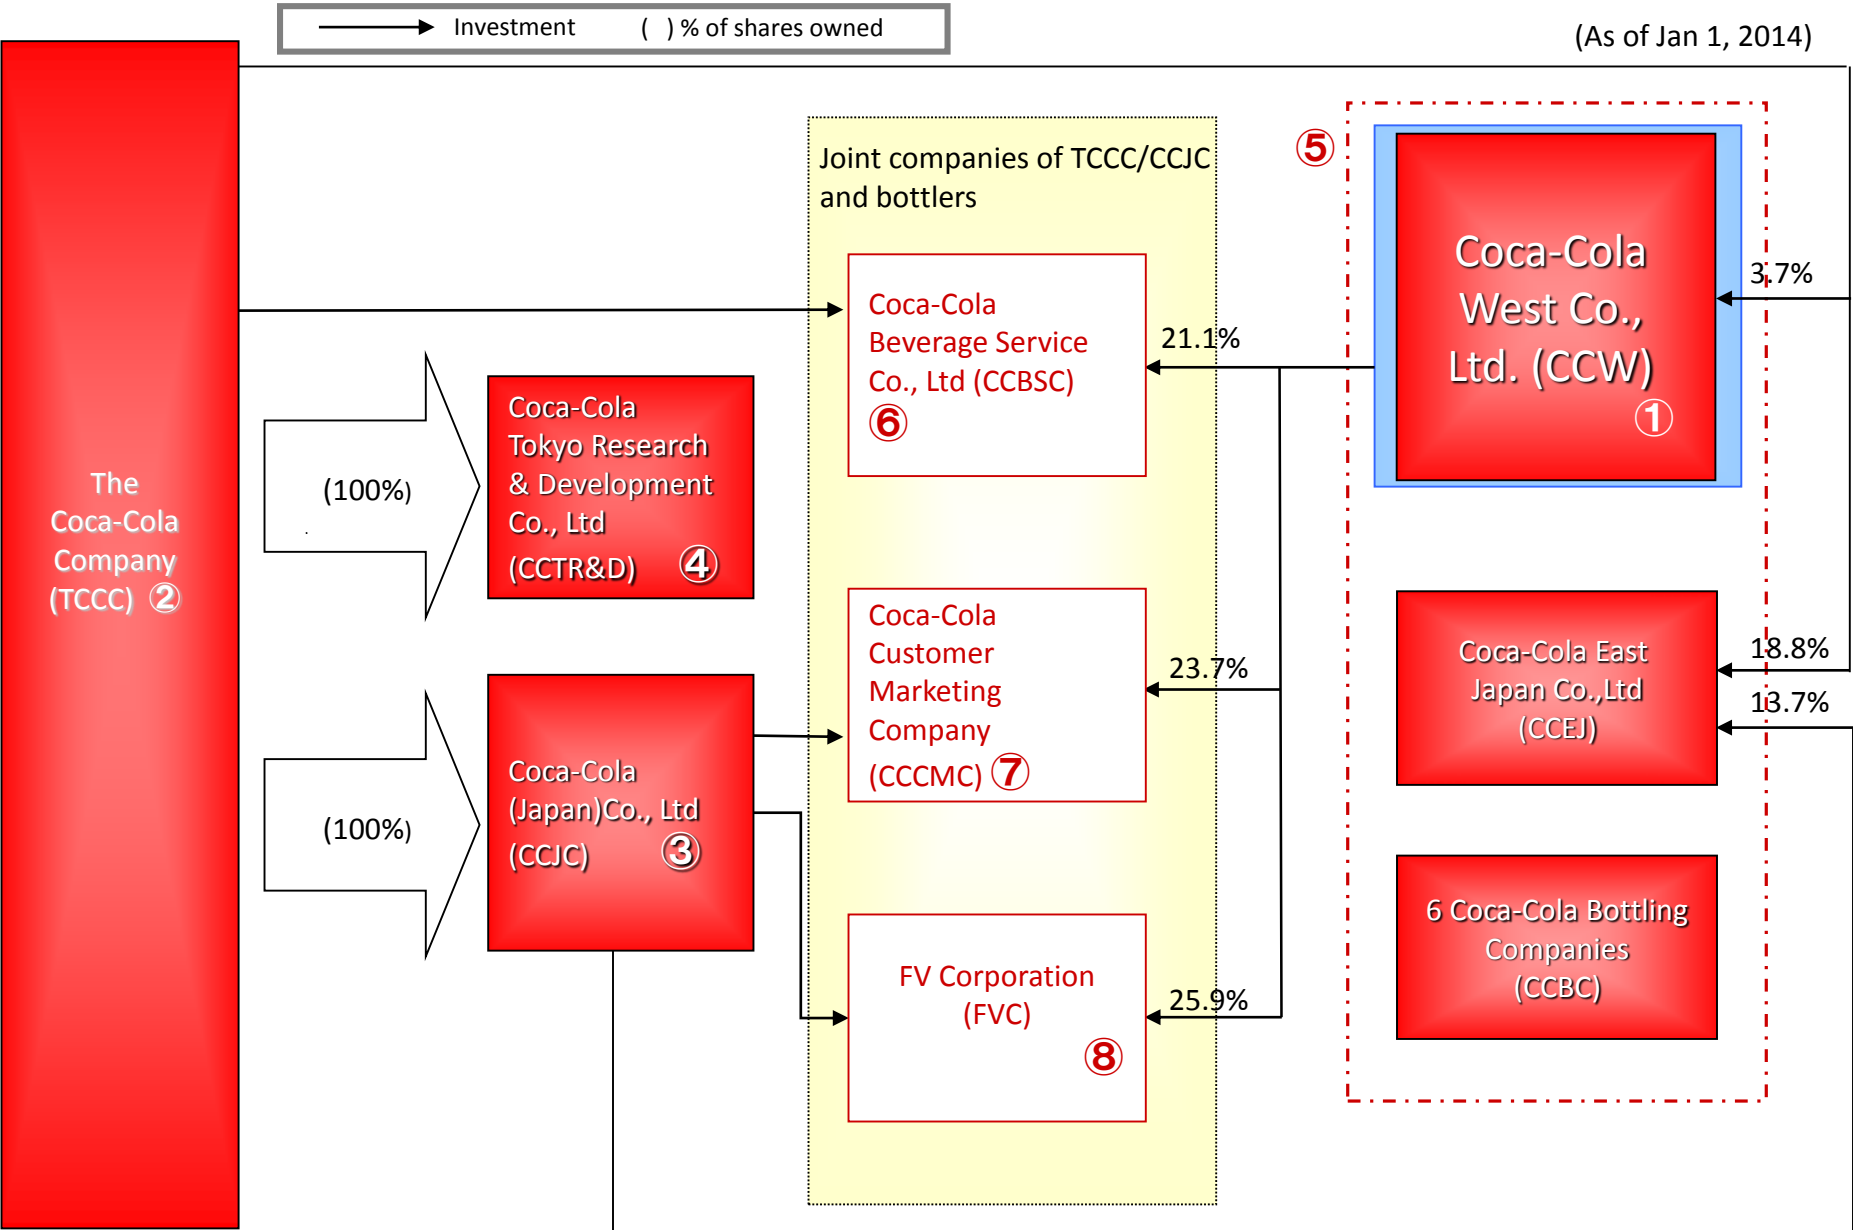 Investment ( ) % of shares owned
(As of Jan 1, 2014)
The
Coca-Cola
Company
(TCCC) ②
(100%)
.
Coca-Cola
Tokyo Research
& Development
Co., Ltd
(CCTR&D) ④
(100%)
Coca-Cola
(Japan)Co., Ltd
(CCJC) ③
Joint companies of TCCC/CCJC
and bottlers
Coca-Cola
Beverage Service
Co., Ltd (CCBSC)
⑥
21.1%
Coca-Cola
Customer
Marketing
Company
(CCCMC) ⑦
23.7%
FV Corporation
(FVC)
⑧
25.9%
⑤
Coca-Cola
West Co.,
Ltd. (CCW)
①
3.7%
Coca-Cola East
Japan Co.,Ltd
(CCEJ)
18.8%
13.7%
6 Coca-Cola Bottling
Companies
(CCBC)